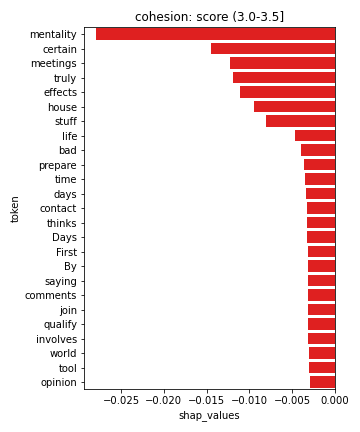 cohesion: score (3.0-3.5]
mentality
certain
meetings
truly
effects
house
stuff
life
bad
prepare
time
days
contact
thinks
Days
First
By
saying
comments
join
qualify
involves
world
tool
opinion
token
−0.025 −0.020 −0.015 −0.010 −0.005 0.000
shap_values